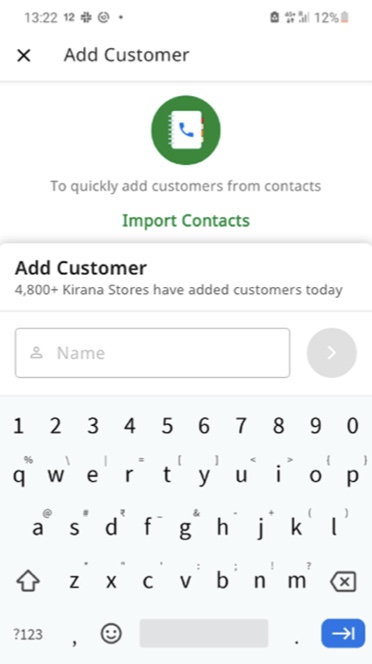 13:22 12
12%
Add Customer
To quickly add customers from contacts
Import Contacts
Add Customer
4,800+ Kirana Stores have added customers today
Name
1 2 3 4 5 6 7 8 9 0
% \ | = [ ] < > { }
q w e r t y u i o p
@ # ₹ _ & - + ( )
a s d f g h j k l
* " ' : ; ! ?
z x c v b n m
?123 , .